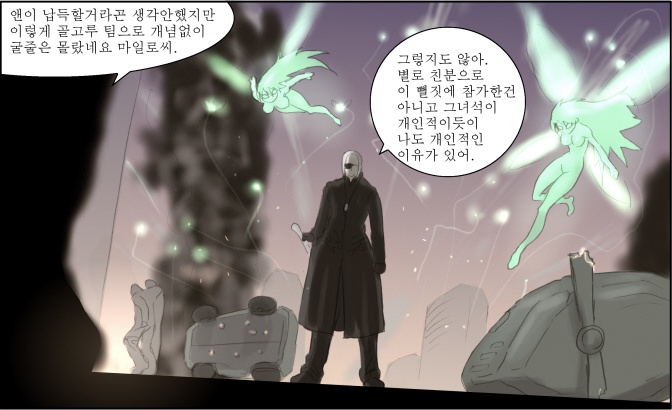 앤이 납득할거라곤 생각안했지만
이렇게 골고루 팀으로 개념없이
굴줄은 몰랐네요 마일로씨.
그렇지도 않아.
별로 친분으로
이 뻘짓에 참가한건
아니고 그녀석이
개인적이듯이
나도 개인적인
이유가 있어.